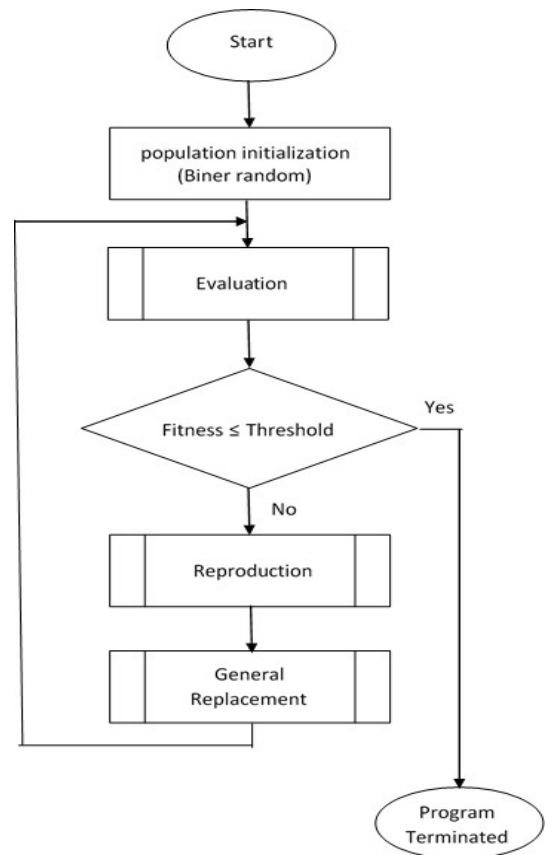 Start
population initialization
(Biner random)
Evaluation
Fitness ≤ Threshold
Yes
No
Reproduction
General
Replacement
Program
Terminated